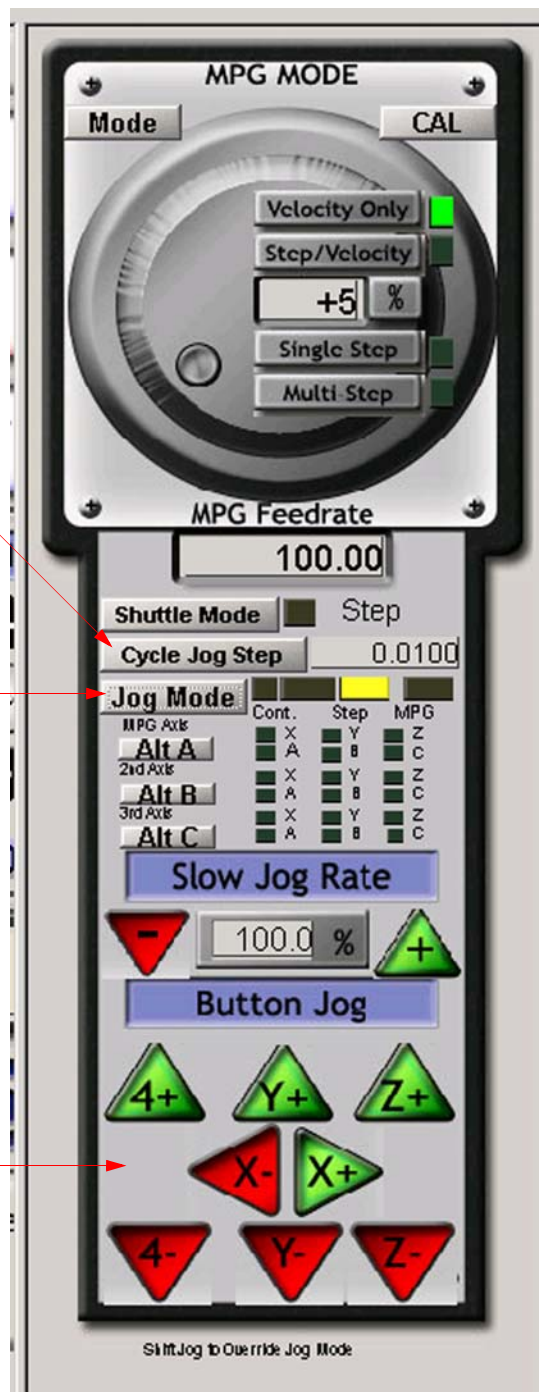 MPG MODE
Mode CAL
Velocity Only
Step/Velocity
+5 %
Single Step
Multi-Step
MPG Feedrate
100.00
Shuttle Mode Step
Cycle Jog Step 0.0100
Jog Mode
Cont. Step MPG
MPG Axis X Y Z
Alt A A B C
2nd Axis X Y Z
Alt B A B C
3rd Axis X Y Z
Alt C A B C
Slow Jog Rate
- 100.0 % +
Button Jog
4+ Y+ Z+
X- X+
4- Y- Z-
Shift Jog to Override Jog Mode